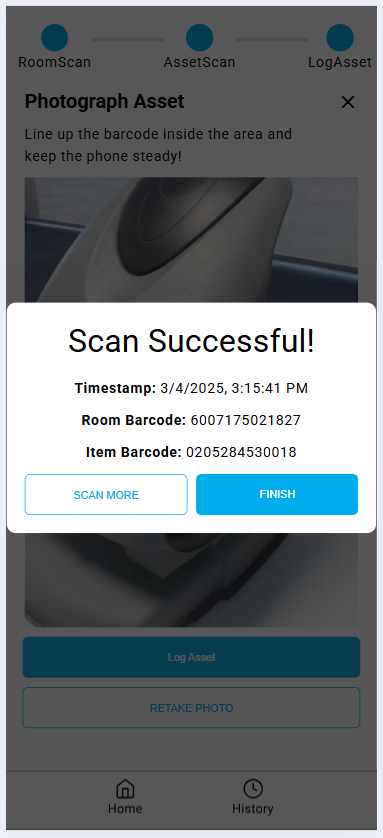 RoomScan AssetScan LogAsset
Photograph Asset
Line up the barcode inside the area and
keep the phone steady!
Scan Successful!
Timestamp: 3/4/2025, 3:15:41 PM
Room Barcode: 6007175021827
Item Barcode: 0205284530018
SCAN MORE FINISH
Log Asset
RETAKE PHOTO
Home History